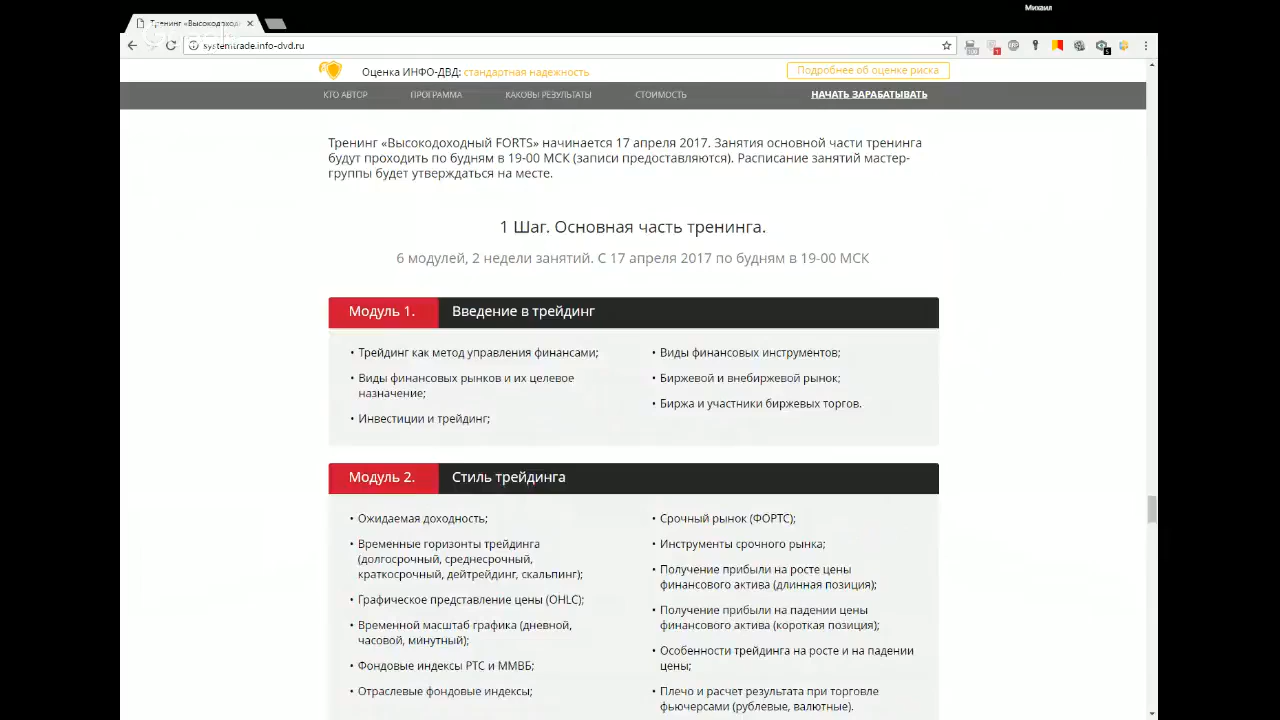 Михаил
Тренинг «Высокодоход
systemtrade.info-dvd.ru
Оценка ИНФО-ДВД: стандартная надежность
Подробнее об оценке риска
КТО АВТОР
ПРОГРАММА
КАКОВЫ РЕЗУЛЬТАТЫ
СТОИМОСТЬ
НАЧАТЬ ЗАРАБАТЫВАТЬ
Тренинг «Высокодоходный FORTS» начинается 17 апреля 2017. Занятия основной части тренинга
будут проходить по будням в 19-00 МСК (записи предоставляются). Расписание занятий мастер-
группы будет утверждаться на месте.
1 Шаг. Основная часть тренинга.
6 модулей, 2 недели занятий. С 17 апреля 2017 по будням в 19-00 МСК
Модуль 1.
Введение в трейдинг
• Трейдинг как метод управления финансами;
• Виды финансовых рынков и их целевое
назначение;
• Инвестиции и трейдинг;
• Виды финансовых инструментов;
• Биржевой и внебиржевой рынок;
• Биржа и участники биржевых торгов.
Модуль 2.
Стиль трейдинга
• Ожидаемая доходность;
• Временные горизонты трейдинга
(долгосрочный, среднесрочный,
краткосрочный, дейтрейдинг, скальпинг);
• Графическое представление цены (OHLC);
• Временной масштаб графика (дневной,
часовой, минутный);
• Фондовые индексы РТС и ММВБ;
• Отраслевые фондовые индексы;
• Срочный рынок (ФОРТС);
• Инструменты срочного рынка;
• Получение прибыли на росте цены
финансового актива (длинная позиция);
• Получение прибыли на падении цены
финансового актива (короткая позиция);
• Особенности трейдинга на росте и на падении
цены;
• Плечо и расчет результата при торговле
фьючерсами (рублевые, валютные).